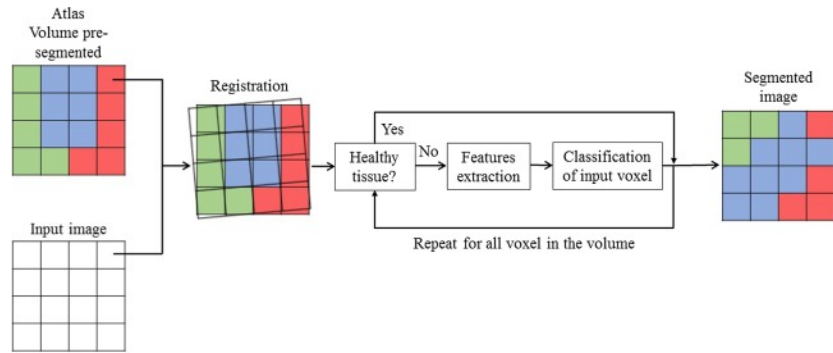 Atlas
Volume pre-
segmented
Registration
Segmented
image
Yes
Healthy
tissue?
No
Features
extraction
Classification
of input voxel
Input image
Repeat for all voxel in the volume